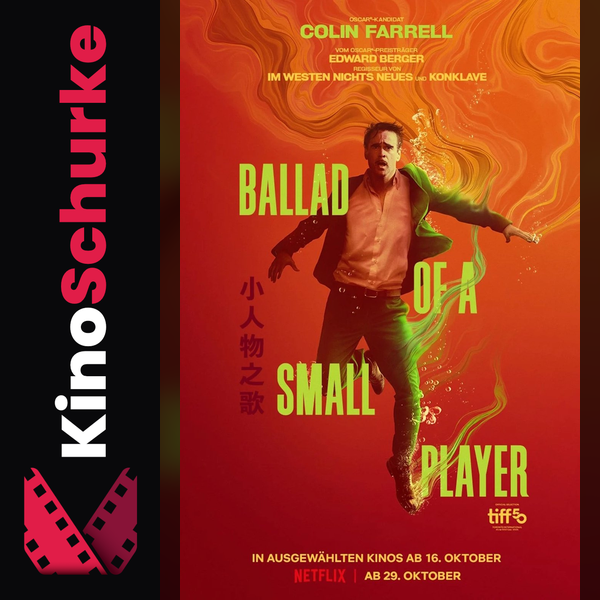 KinoSchurke
OSCAR®-KANDIDAT
COLIN FARRELL
VOM OSCAR®-PREISTRÄGER
EDWARD BERGER
REGISSEUR VON
IM WESTEN NICHTS NEUES UND KONKLAVE
BALLAD
OF A
小人物之歌
SMALL
PLAYER
tiff50
IN AUSGEWÄHLTEN KINOS AB 16. OKTOBER
NETFLIX | AB 29. OKTOBER